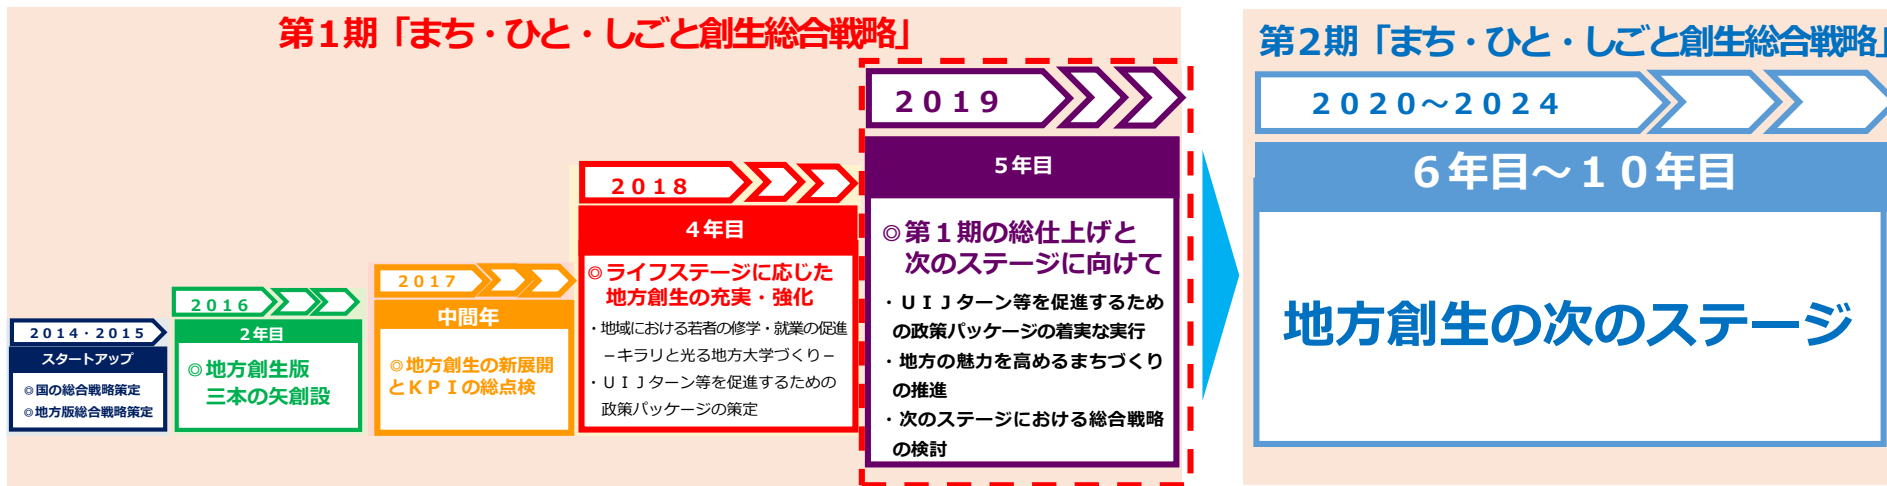 第１期「まち・ひと・しごと創生総合戦略」
２０１４・２０１５
スタートアップ
◎国の総合戦略策定
◎地方版総合戦略策定
２０１６
２年目
◎地方創生版
三本の矢創設
２０１７
中間年
◎地方創生の新展開
とＫＰＩの総点検
２０１８
４年目
◎ライフステージに応じた
地方創生の充実・強化
・地域における若者の修学・就業の促進
－キラリと光る地方大学づくり－
・ＵＩＪターン等を促進するための
政策パッケージの策定
２０１９
５年目
◎第１期の総仕上げと
次のステージに向けて
・ＵＩＪターン等を促進するため
の政策パッケージの着実な実行
・地方の魅力を高めるまちづくり
の推進
・次のステージにおける総合戦略
の検討
第２期「まち・ひと・しごと創生総合戦略」
２０２０～２０２４
６年目～１０年目
地方創生の次のステージ